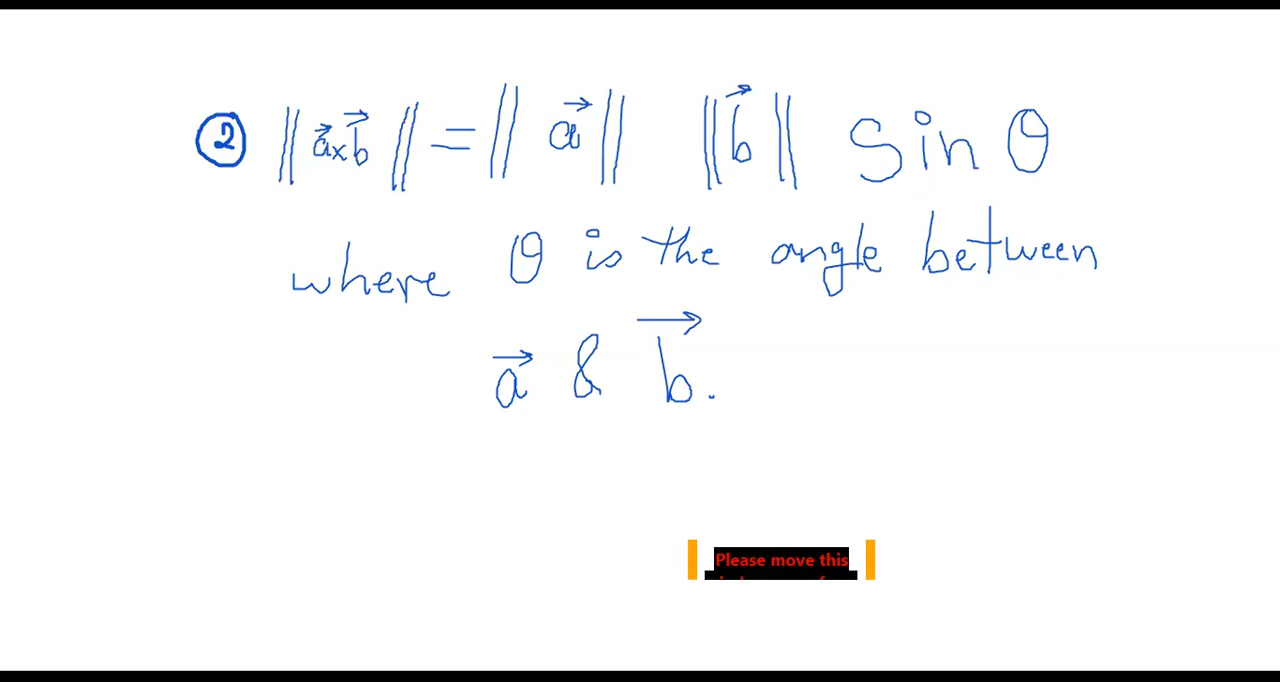 ② ‖a⃗×b⃗‖ = ‖a⃗‖ ‖b⃗‖ Sin θ
where θ is the angle between
a⃗ & b⃗.
Please move this